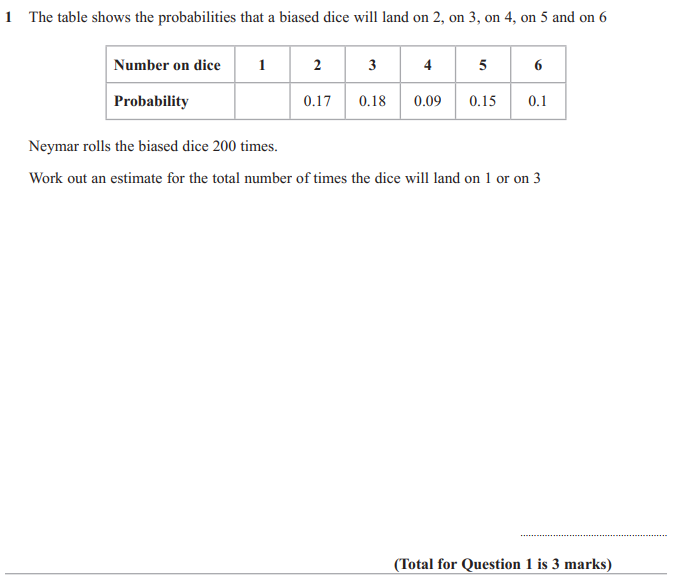 1 The table shows the probabilities that a biased dice will land on 2, on 3, on 4, on 5 and on 6
Number on dice 1 2 3 4 5 6
Probability 0.17 0.18 0.09 0.15 0.1
Neymar rolls the biased dice 200 times.
Work out an estimate for the total number of times the dice will land on 1 or on 3
(Total for Question 1 is 3 marks)